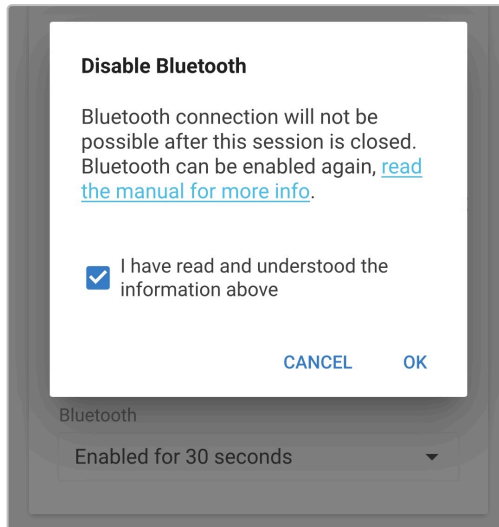 Disable Bluetooth
Bluetooth connection will not be
possible after this session is closed.
Bluetooth can be enabled again, read
the manual for more info.
I have read and understood the
information above
CANCEL OK
Bluetooth
Enabled for 30 seconds